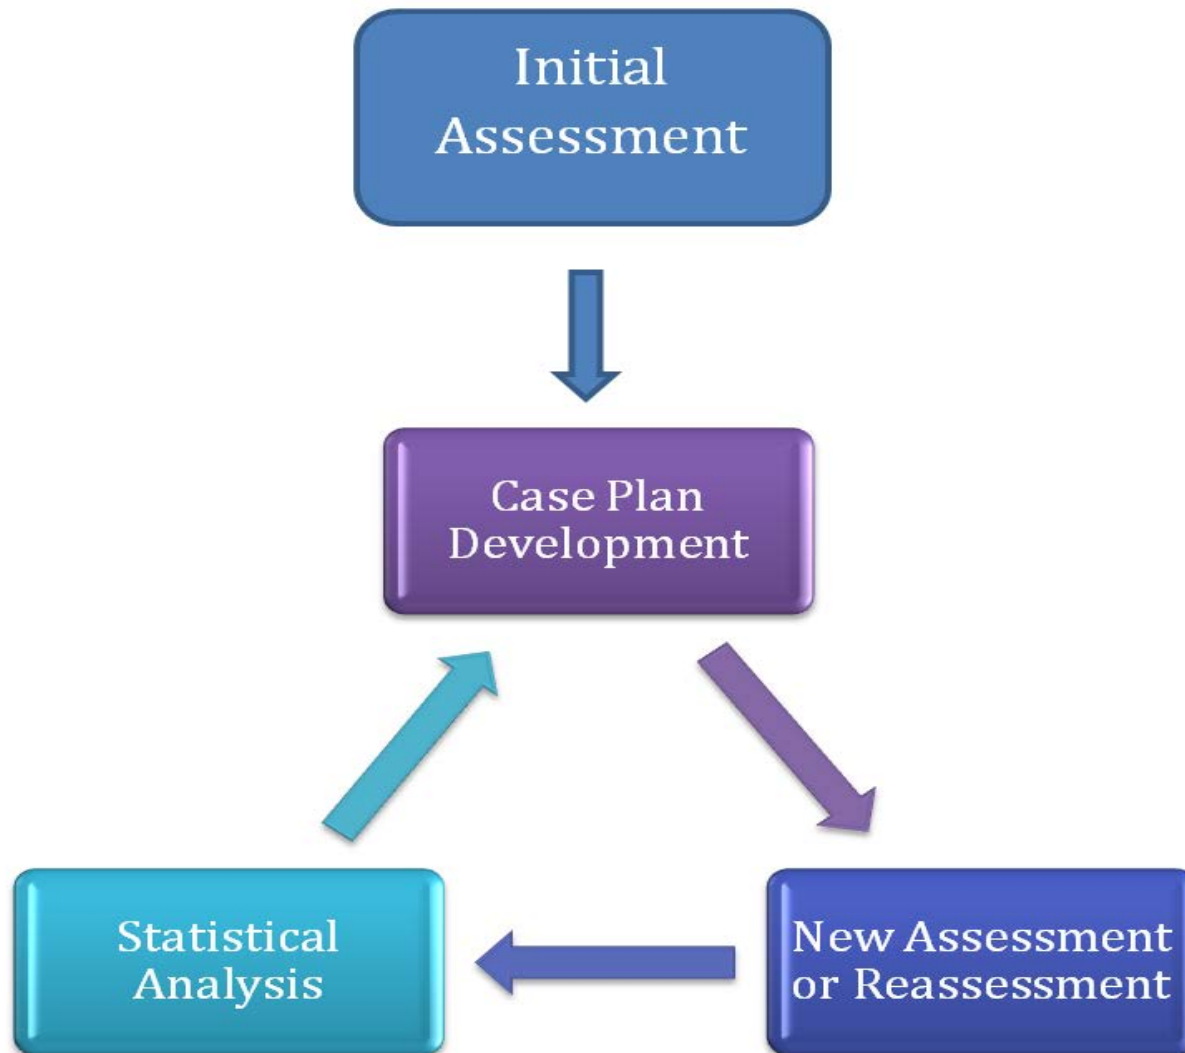 Initial
Assessment
Case Plan
Development
Statistical
Analysis
New Assessment
or Reassessment